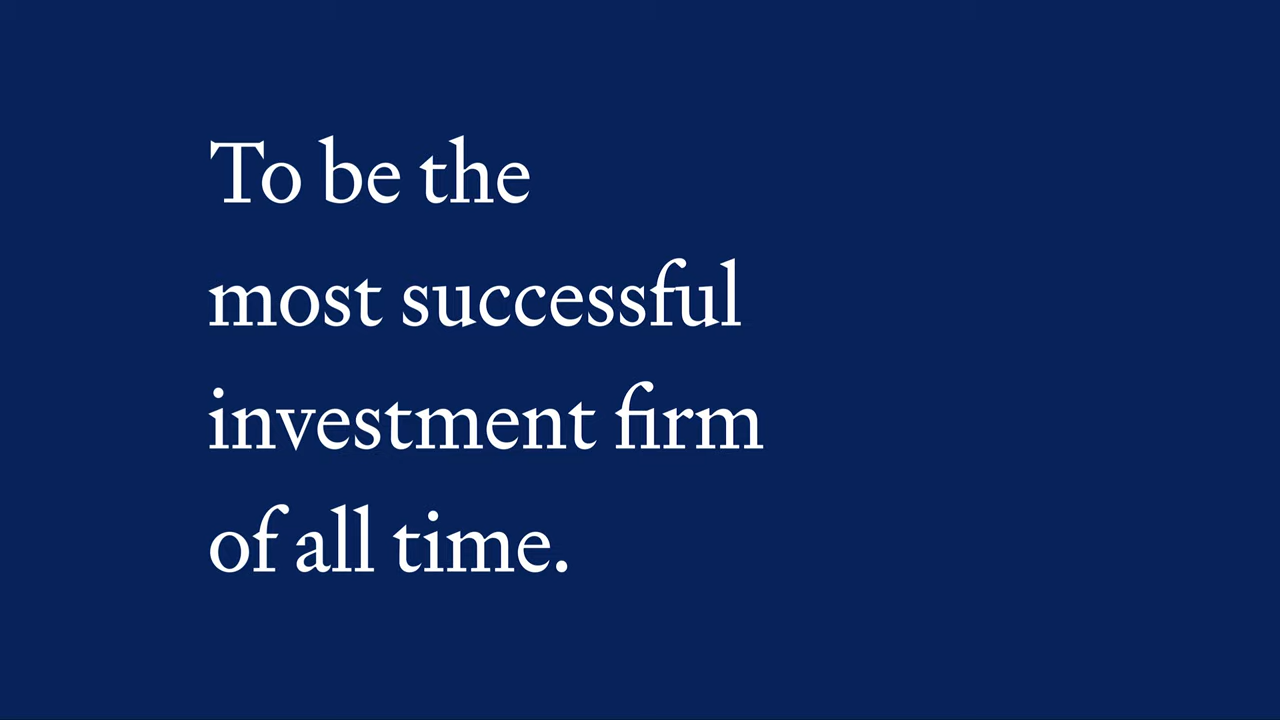 To be the
most successful
investment firm
of all time.